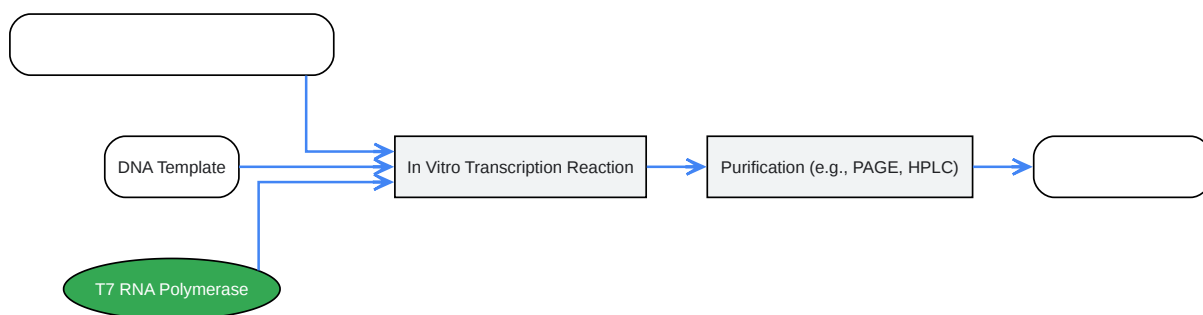 DNA Template
In Vitro Transcription Reaction
Purification (e.g., PAGE, HPLC)
T7 RNA Polymerase